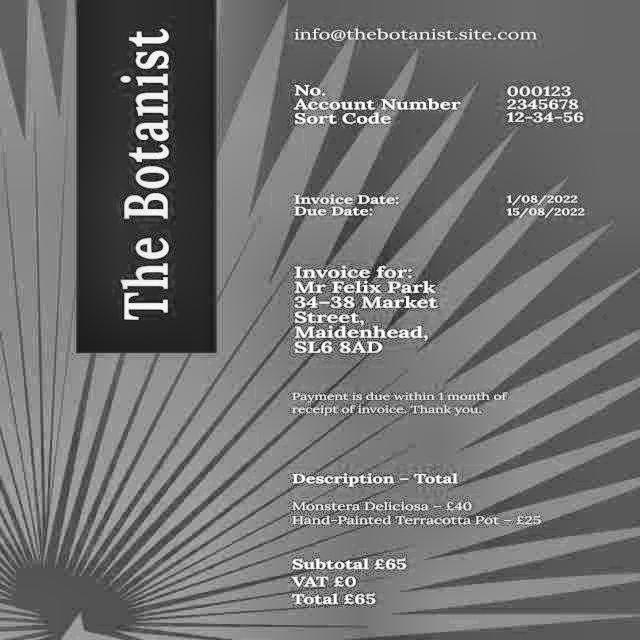 The Botanist
info@thebotanist.site.com
No. 000123
Account Number 2345678
Sort Code 12-34-56
Invoice Date: 1/08/2022
Due Date: 15/08/2022
Invoice for:
Mr Felix Park
34–38 Market
Street,
Maidenhead,
SL6 8AD
Payment is due within 1 month of
receipt of invoice. Thank you.
Description – Total
Monstera Deliciosa – £40
Hand-Painted Terracotta Pot – £25
Subtotal £65
VAT £0
Total £65